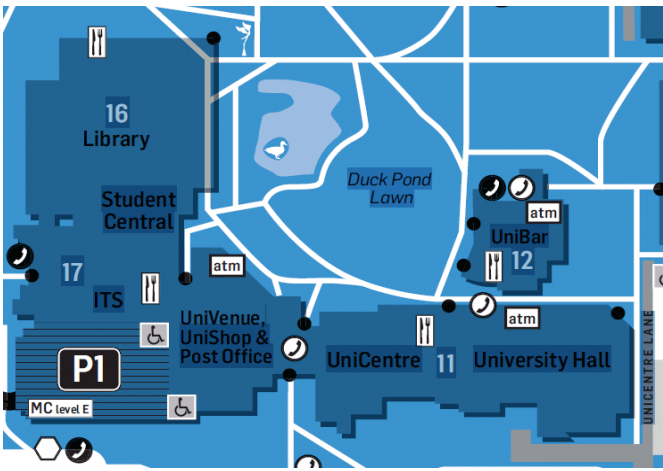 16
Library
Student
Central
Duck Pond
Lawn
atm
UniBar
12
17
ITS
atm
UniVenue,
UniShop &
Post Office
atm
P1
UniCentre 11 University Hall
MC level E
UNICENTRE LANE